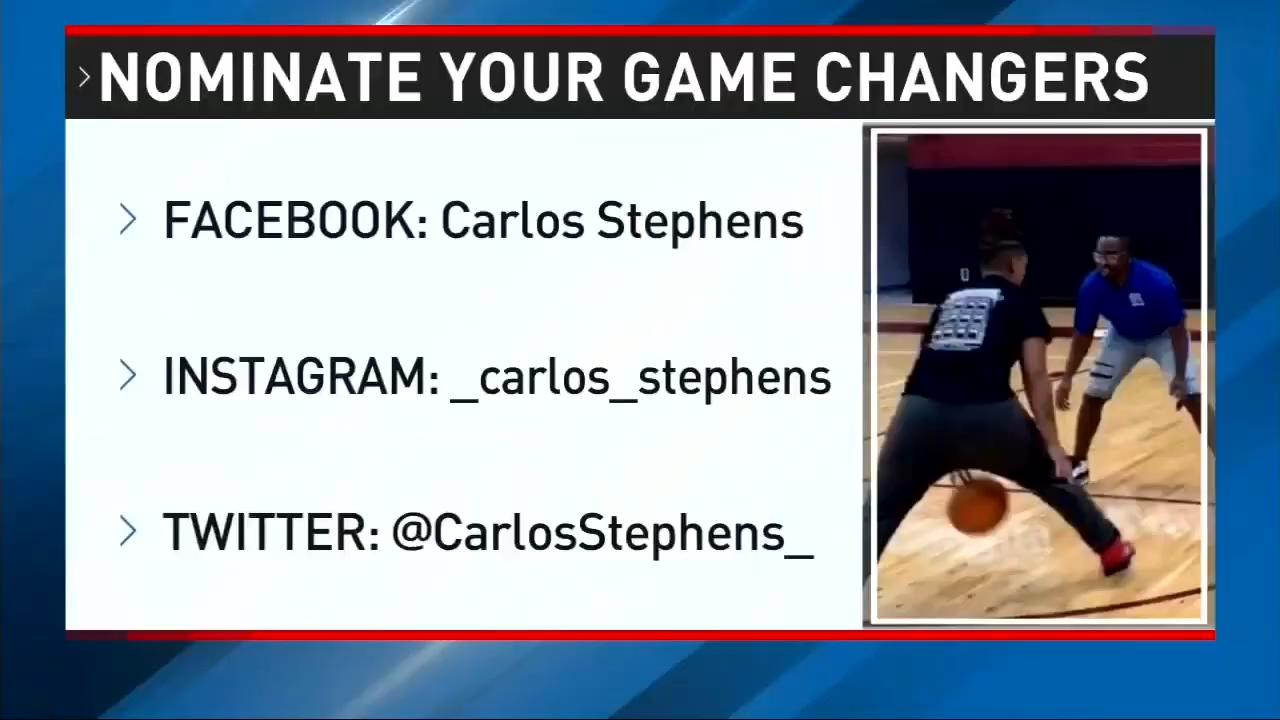 NOMINATE YOUR GAME CHANGERS
FACEBOOK: Carlos Stephens
INSTAGRAM: _carlos_stephens
TWITTER: @CarlosStephens_